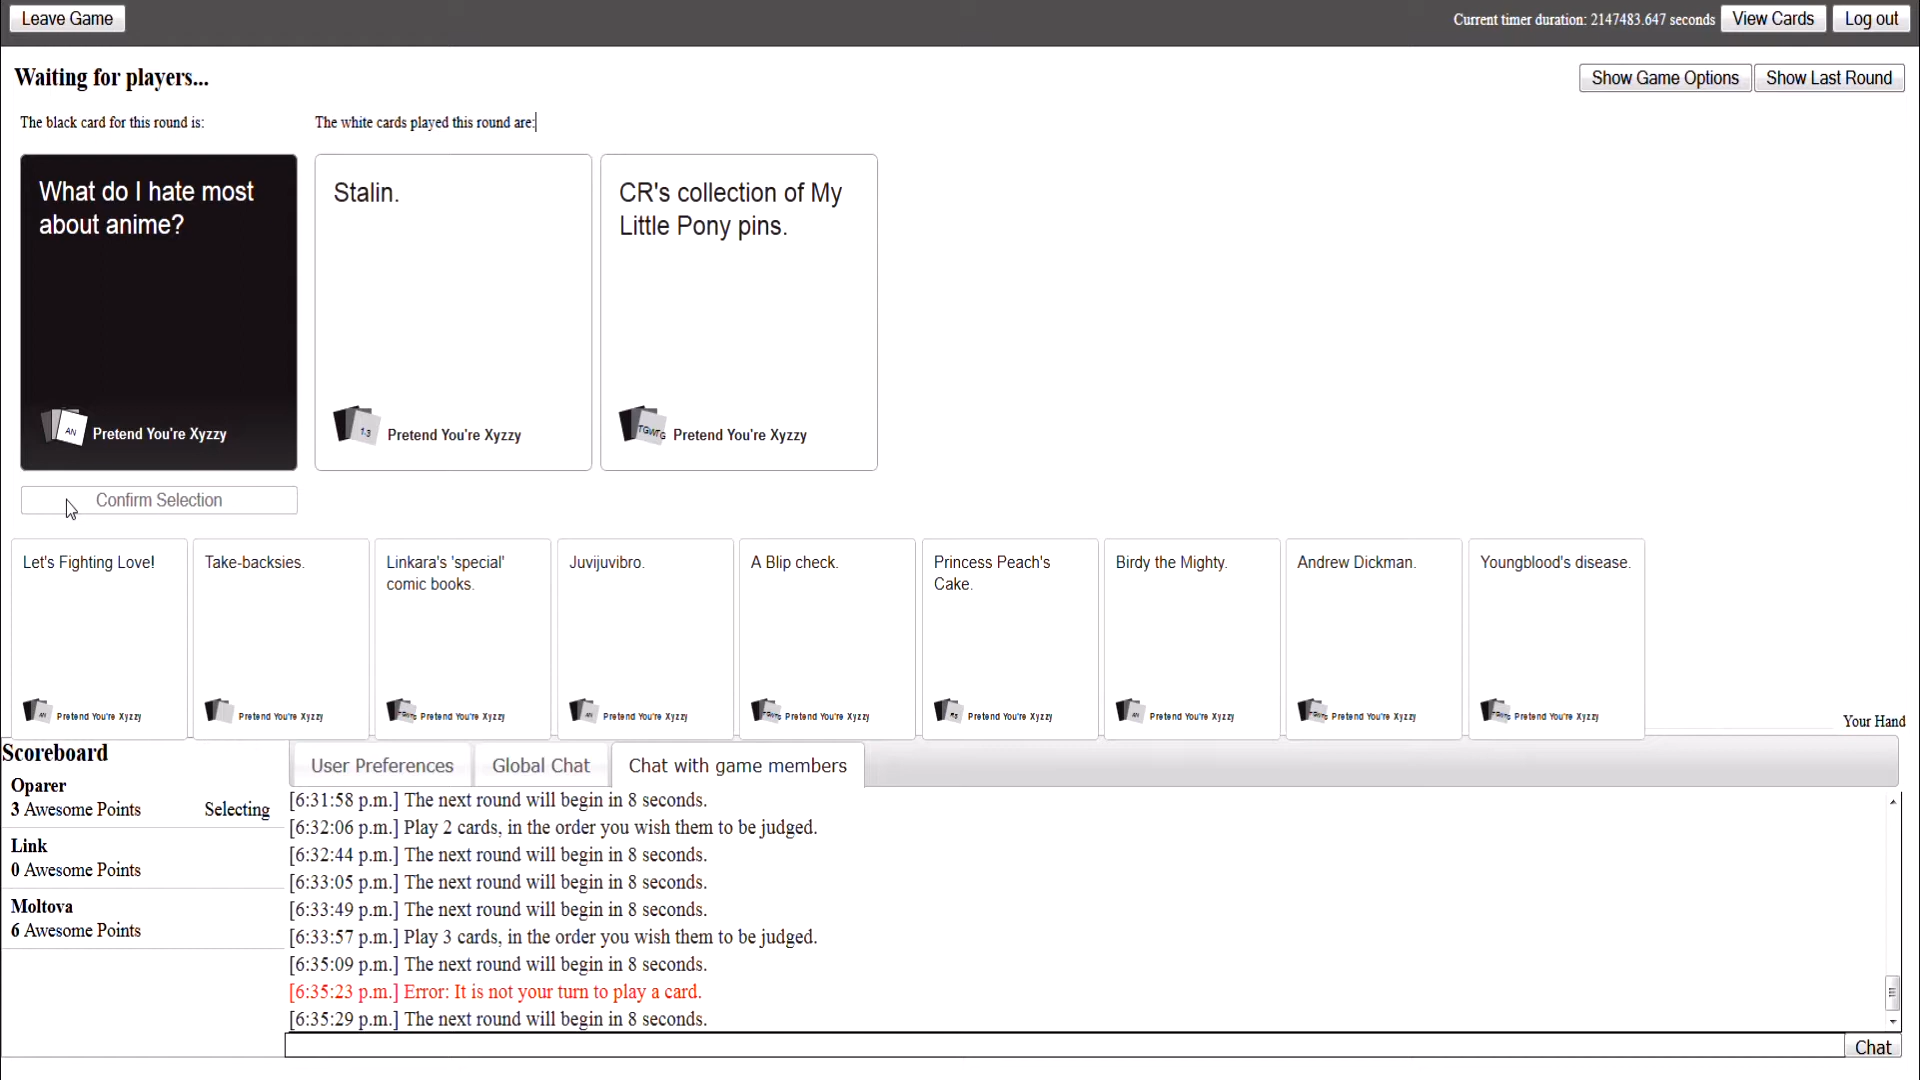 Leave Game
Current timer duration: 2147483.647 seconds
View Cards
Log out
Waiting for players...
Show Game Options
Show Last Round
The black card for this round is:
The white cards played this round are:
What do I hate most
about anime?
AN
Pretend You're Xyzzy
Stalin.
1.3
Pretend You're Xyzzy
CR's collection of My
Little Pony pins.
TGWTG
Pretend You're Xyzzy
Confirm Selection
Let's Fighting Love!
AN
Pretend You're Xyzzy
Take-backsies.
Pretend You're Xyzzy
Linkara's 'special'
comic books.
Pretend You're Xyzzy
Juvijuvibro.
AN
Pretend You're Xyzzy
A Blip check.
Pretend You're Xyzzy
Princess Peach's
Cake.
Pretend You're Xyzzy
Birdy the Mighty.
AN
Pretend You're Xyzzy
Andrew Dickman.
Pretend You're Xyzzy
Youngblood's disease.
Pretend You're Xyzzy
Your Hand
Scoreboard
Oparer
3 Awesome Points
Selecting
Link
0 Awesome Points
Moltova
6 Awesome Points
User Preferences
Global Chat
Chat with game members
[6:31:58 p.m.] The next round will begin in 8 seconds.
[6:32:06 p.m.] Play 2 cards, in the order you wish them to be judged.
[6:32:44 p.m.] The next round will begin in 8 seconds.
[6:33:05 p.m.] The next round will begin in 8 seconds.
[6:33:49 p.m.] The next round will begin in 8 seconds.
[6:33:57 p.m.] Play 3 cards, in the order you wish them to be judged.
[6:35:09 p.m.] The next round will begin in 8 seconds.
[6:35:23 p.m.] Error: It is not your turn to play a card.
[6:35:29 p.m.] The next round will begin in 8 seconds.
Chat